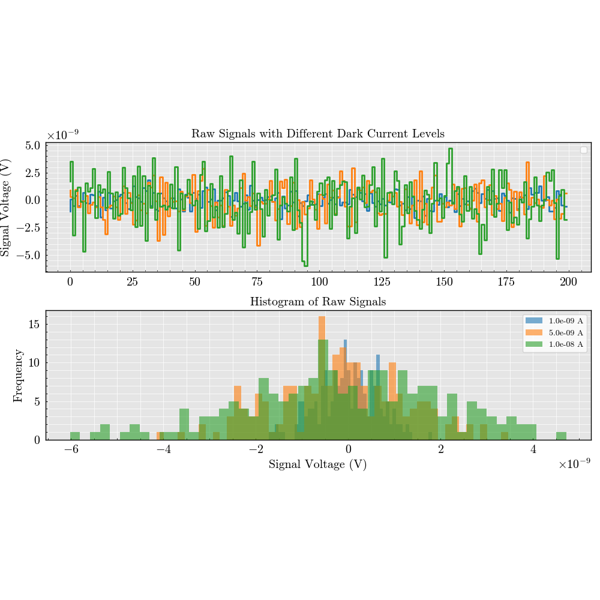 Raw Signals with Different Dark Current Levels
×10⁻⁹
5.0
2.5
0.0
−2.5
−5.0
Signal Voltage (V)
0 25 50 75 100 125 150 175 200
Histogram of Raw Signals
15
10
5
0
Frequency
1.0e-09 A
5.0e-09 A
1.0e-08 A
−6 −4 −2 0 2 4
Signal Voltage (V)
×10⁻⁹